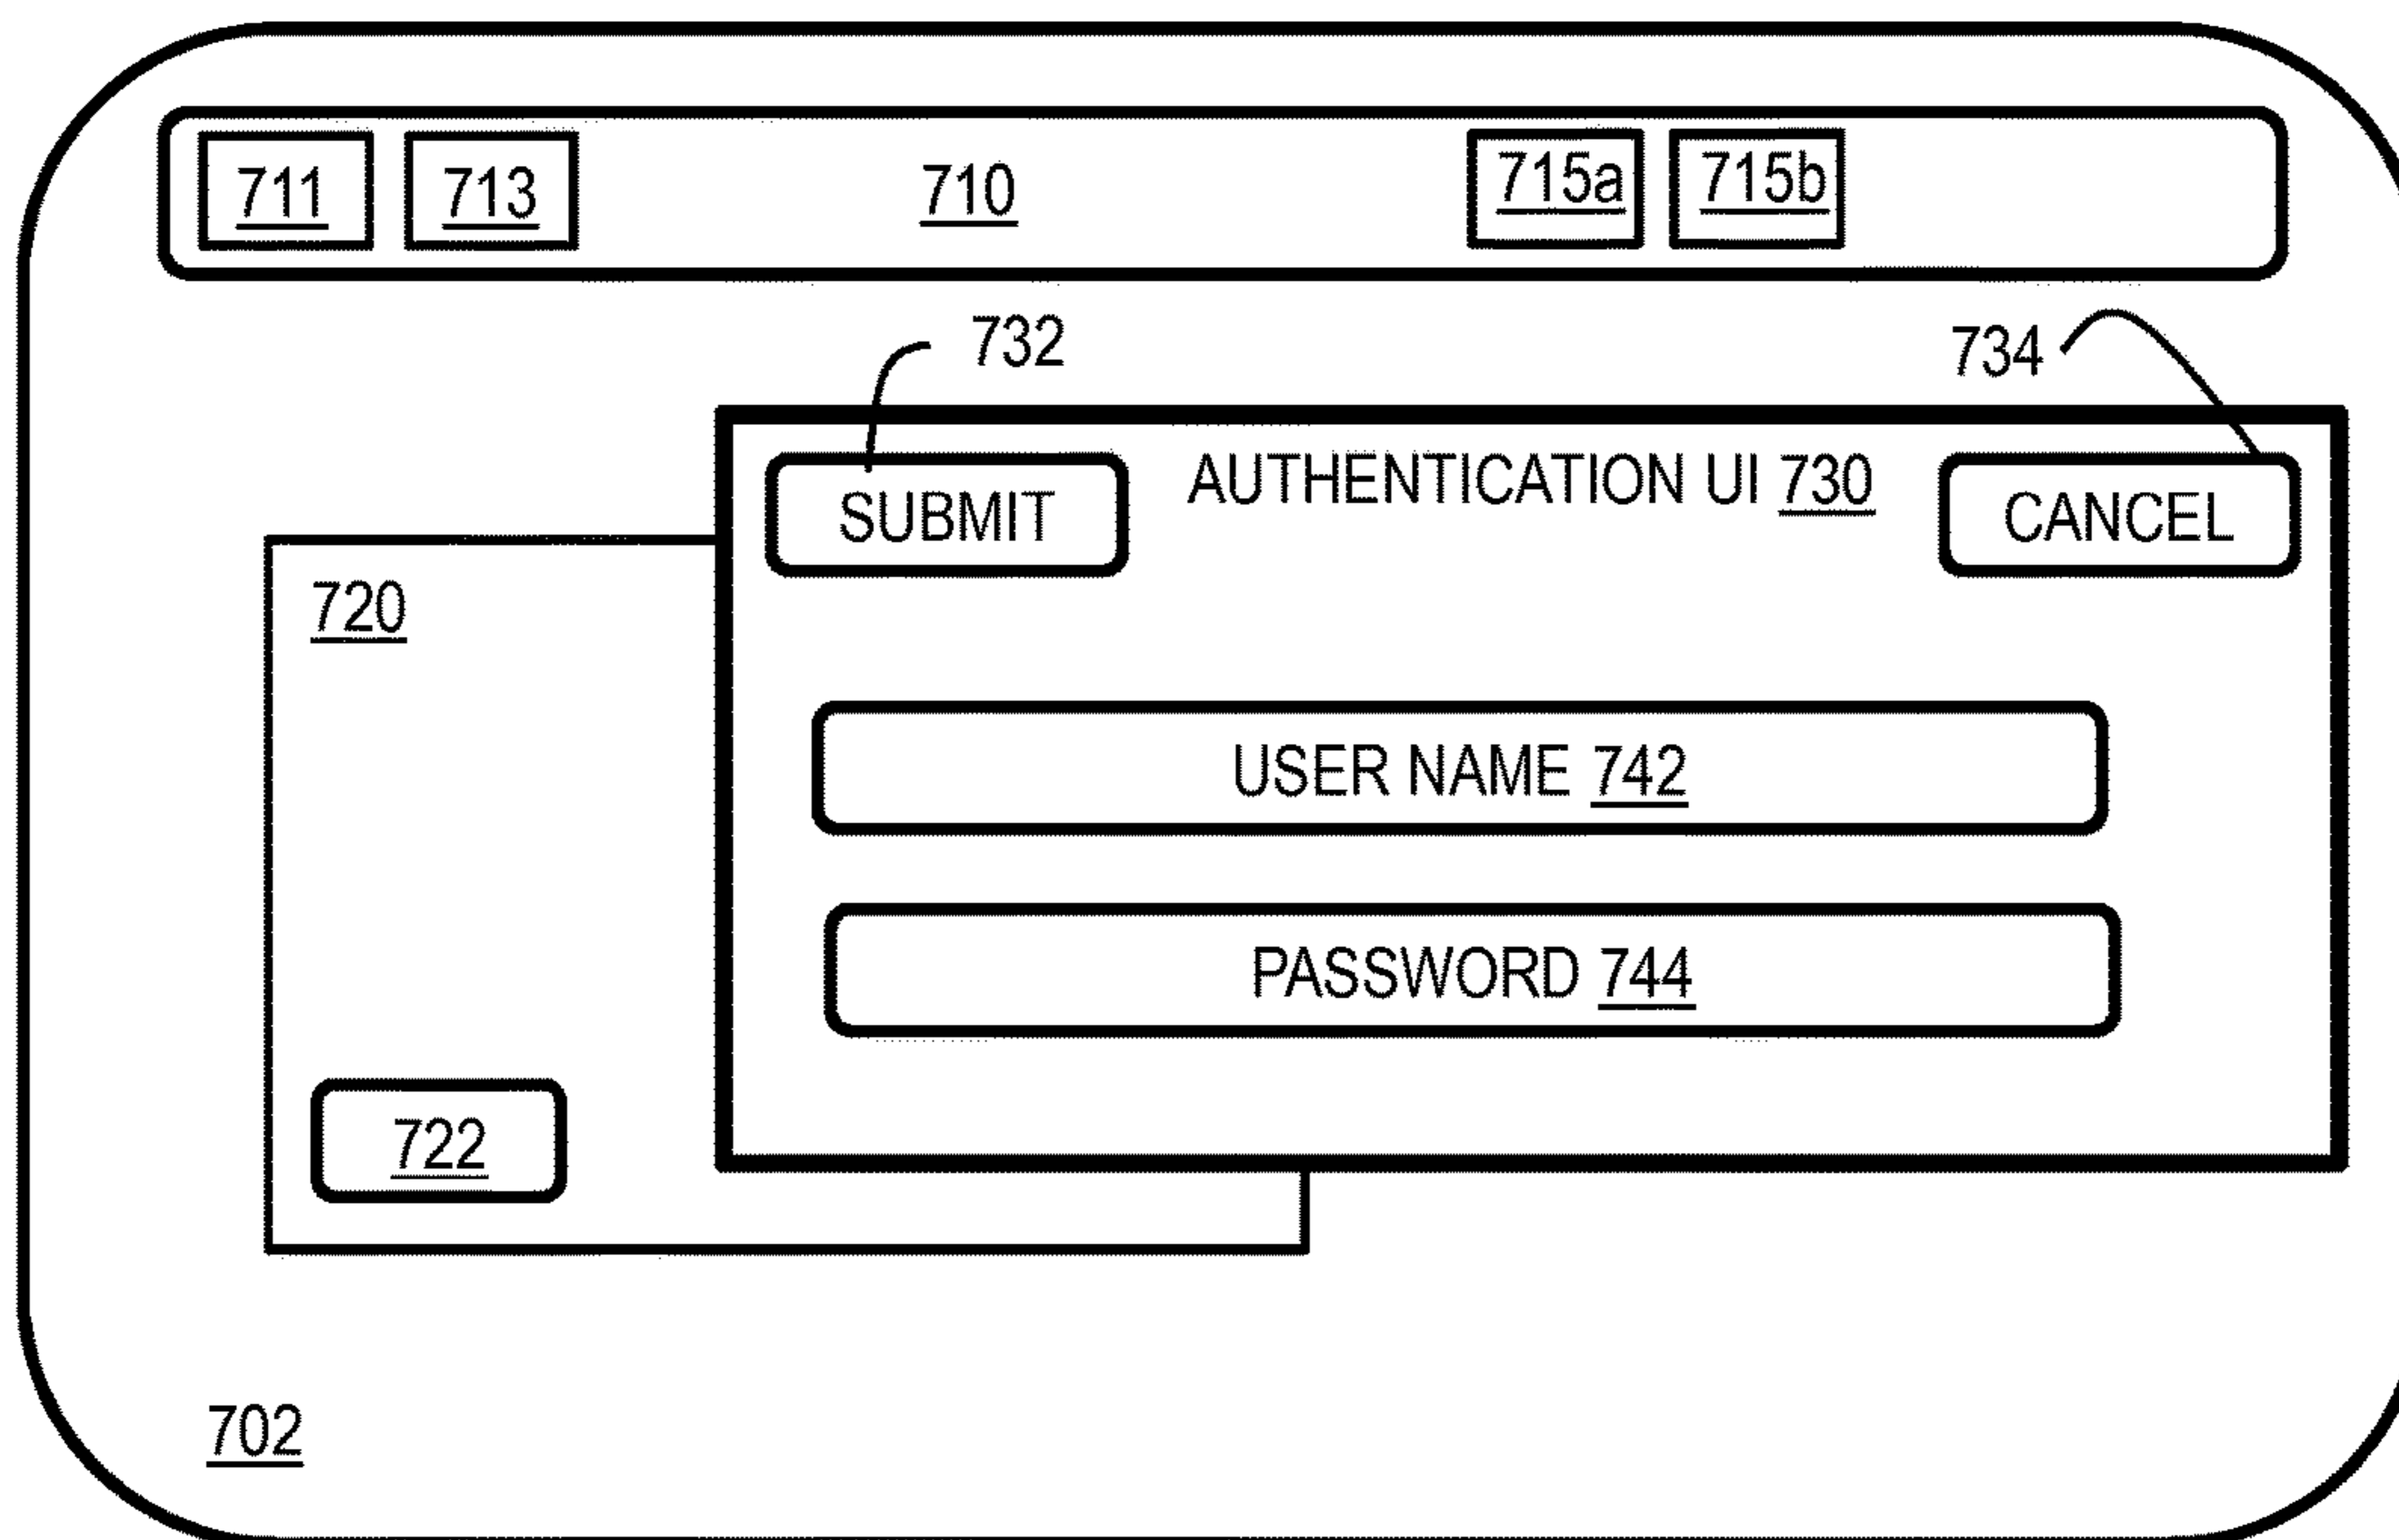 711 713 710 715a 715b
732 734
SUBMIT AUTHENTICATION UI 730 CANCEL
720
USER NAME 742
PASSWORD 744
722
702